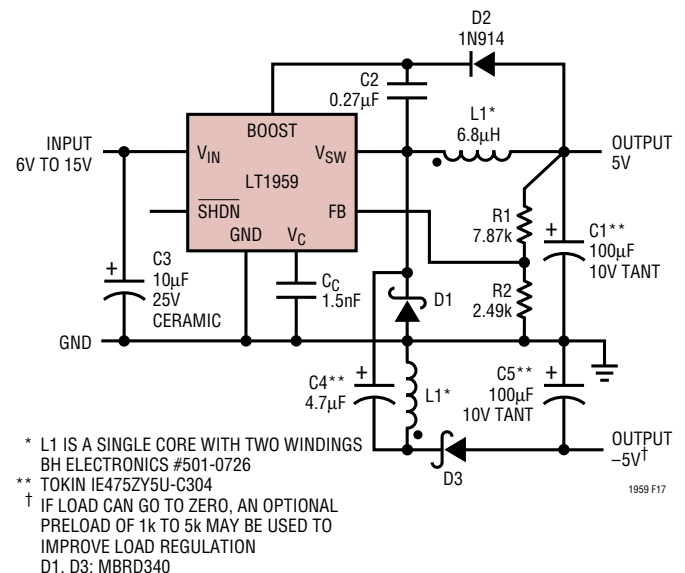 D2
1N914
C2
0.27µF
L1*
6.8µH
INPUT
6V TO 15V
BOOST
VIN
VSW
LT1959
OUTPUT
5V
SHDN
FB
GND
VC
R1
7.87k
+
C1**
100µF
10V TANT
+
C3
10µF
25V
CERAMIC
CC
1.5nF
D1
R2
2.49k
GND
+
C4**
4.7µF
L1*
C5**
+
100µF
10V TANT
D3
OUTPUT
–5V†
* L1 IS A SINGLE CORE WITH TWO WINDINGS
BH ELECTRONICS #501-0726
** TOKIN IE475ZY5U-C304
† IF LOAD CAN GO TO ZERO, AN OPTIONAL
PRELOAD OF 1k TO 5k MAY BE USED TO
IMPROVE LOAD REGULATION
D1, D3: MBRD340
1959 F17